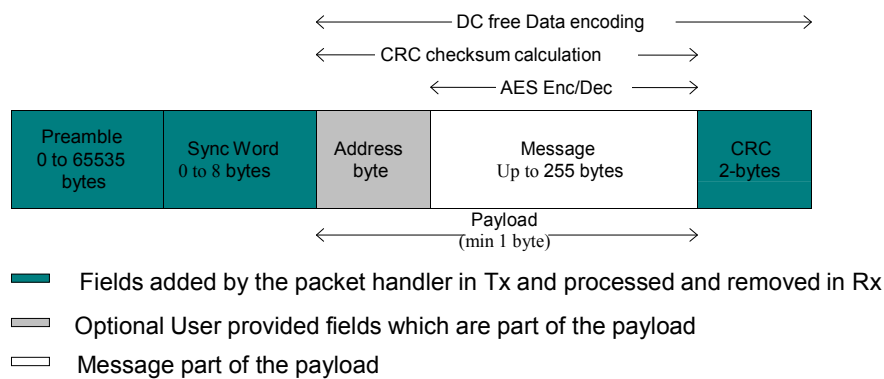 DC free Data encoding
CRC checksum calculation
AES Enc/Dec
Preamble
0 to 65535
bytes
Sync Word
0 to 8 bytes
Address
byte
Message
Up to 255 bytes
CRC
2-bytes
Payload
(min 1 byte)
Fields added by the packet handler in Tx and processed and removed in Rx
Optional User provided fields which are part of the payload
Message part of the payload